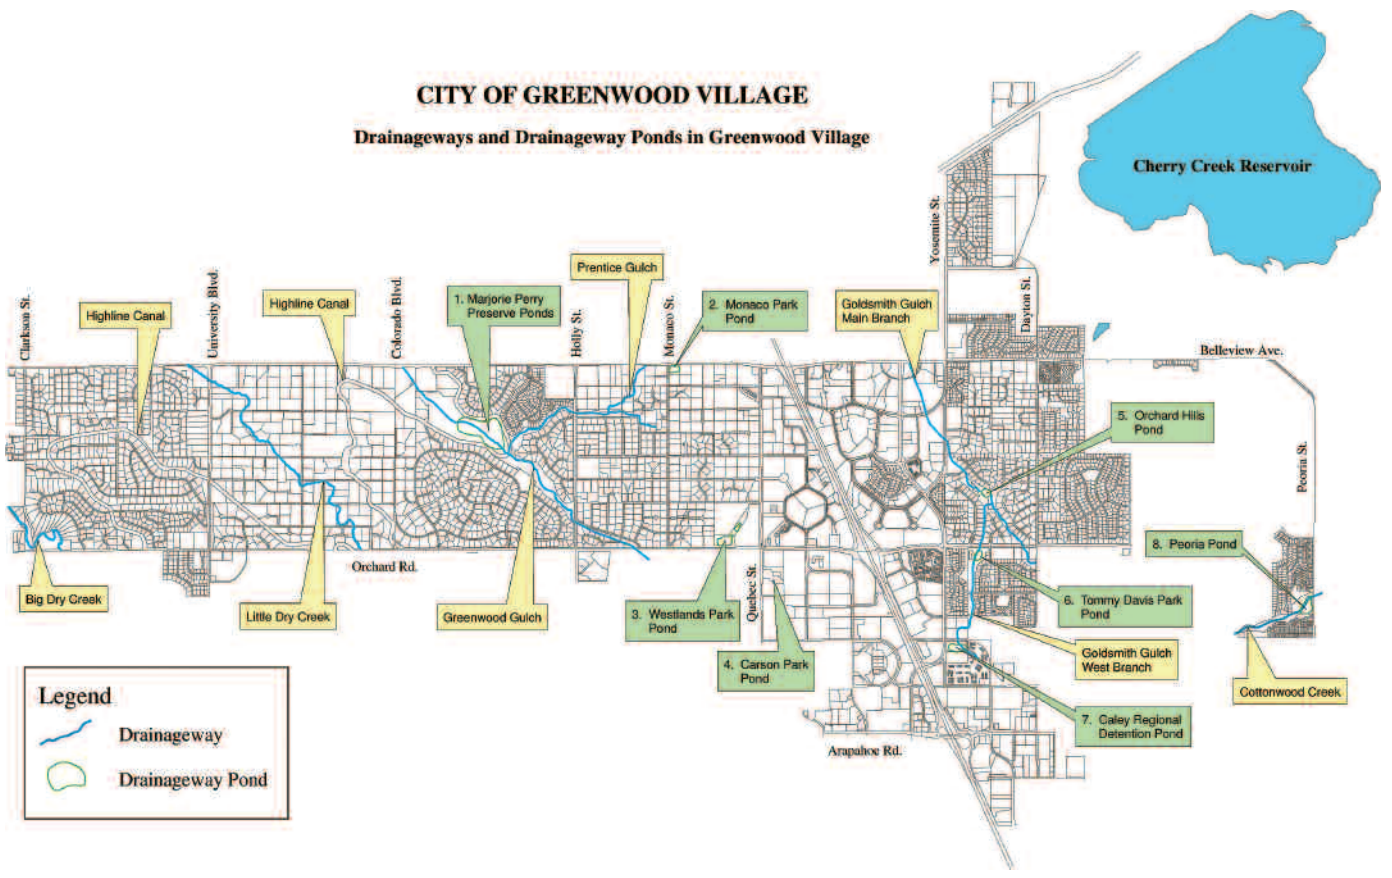 CITY OF GREENWOOD VILLAGE
Drainageways and Drainageway Ponds in Greenwood Village
Cherry Creek Reservoir
Clarkson St.
Highline Canal
University Blvd.
Highline Canal
Colorado Blvd.
1. Marjorie Perry
Preserve Ponds
Holly St.
Prentice Gulch
Monaco St.
2. Monaco Park
Pond
Goldsmith Gulch
Main Branch
Yosemite St.
Dayton St.
Belleview Ave.
5. Orchard Hills
Pond
Peoria St.
8. Peoria Pond
Big Dry Creek
Little Dry Creek
Orchard Rd.
Greenwood Gulch
3. Westlands Park
Pond
Quebec St.
4. Carson Park
Pond
6. Tommy Davis Park
Pond
Goldsmith Gulch
West Branch
7. Caley Regional
Detention Pond
Cottonwood Creek
Arapahoe Rd.
Legend
Drainageway
Drainageway Pond